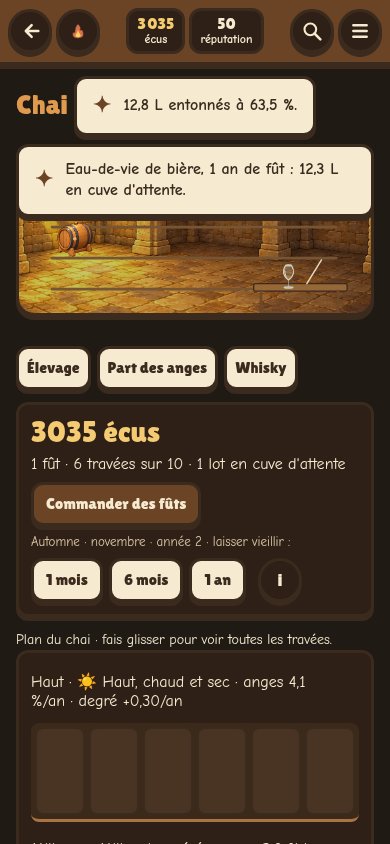 3035
écus
50
réputation
Chai
12,8 L entonnés à 63,5 %.
Eau-de-vie de bière, 1 an de fût : 12,3 L
en cuve d'attente.
Élevage
Part des anges
Whisky
3035 écus
1 fût · 6 travées sur 10 · 1 lot en cuve d'attente
Commander des fûts
Automne · novembre · année 2 · laisser vieillir :
1 mois
6 mois
1 an
i
Plan du chai · fais glisser pour voir toutes les travées.
Haut · ☀️ Haut, chaud et sec · anges 4,1
%/an · degré +0,30/an